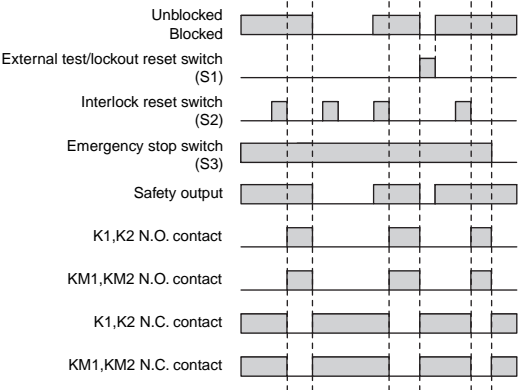 Unblocked
Blocked
External test/lockout reset switch
(S1)
Interlock reset switch
(S2)
Emergency stop switch
(S3)
Safety output
K1,K2 N.O. contact
KM1,KM2 N.O. contact
K1,K2 N.C. contact
KM1,KM2 N.C. contact